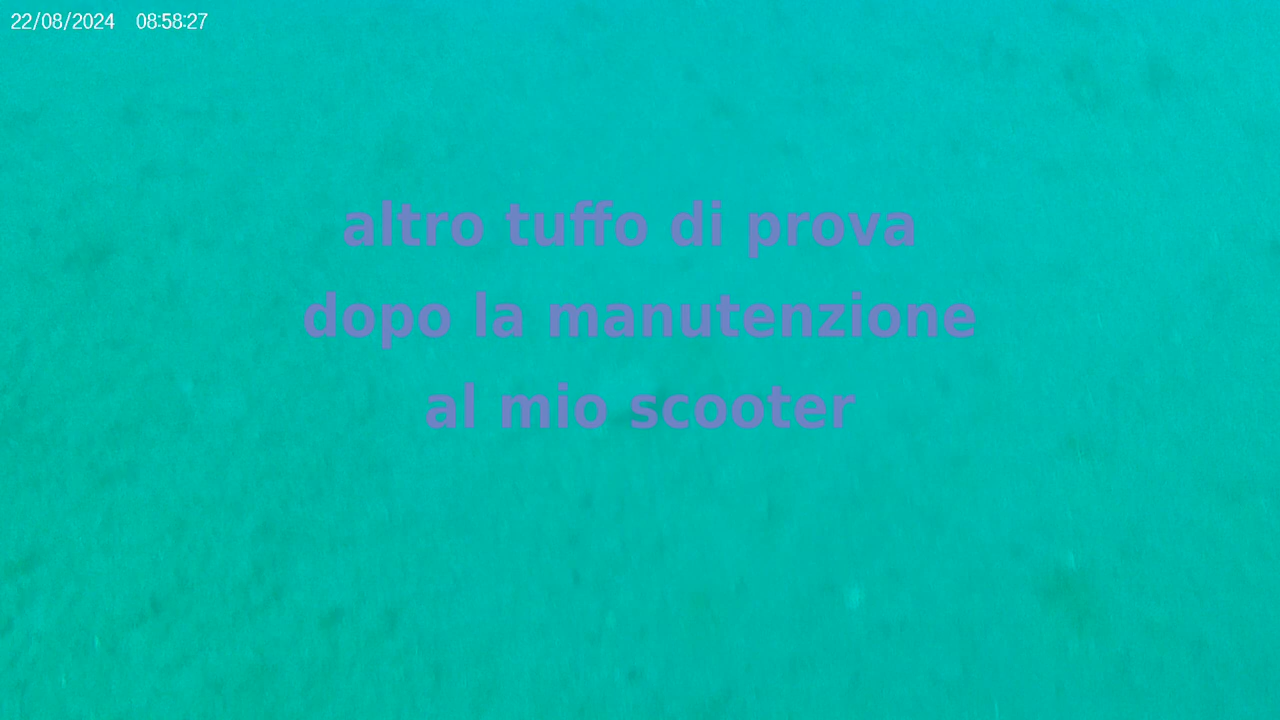 22/08/2024 08:58:27
altro tuffo di prova
dopo la manutenzione
al mio scooter